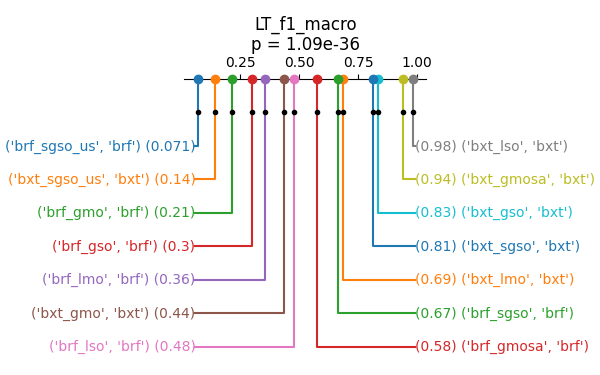 LT_f1_macro
p = 1.09e-36
0.25 0.50 0.75 1.00
('brf_sgso_us', 'brf') (0.071) (0.98) ('bxt_lso', 'bxt')
('bxt_sgso_us', 'bxt') (0.14) (0.94) ('bxt_gmosa', 'bxt')
('brf_gmo', 'brf') (0.21) (0.83) ('bxt_gso', 'bxt')
('brf_gso', 'brf') (0.3) (0.81) ('bxt_sgso', 'bxt')
('brf_lmo', 'brf') (0.36) (0.69) ('bxt_lmo', 'bxt')
('bxt_gmo', 'bxt') (0.44) (0.67) ('brf_sgso', 'brf')
('brf_lso', 'brf') (0.48) (0.58) ('brf_gmosa', 'brf')